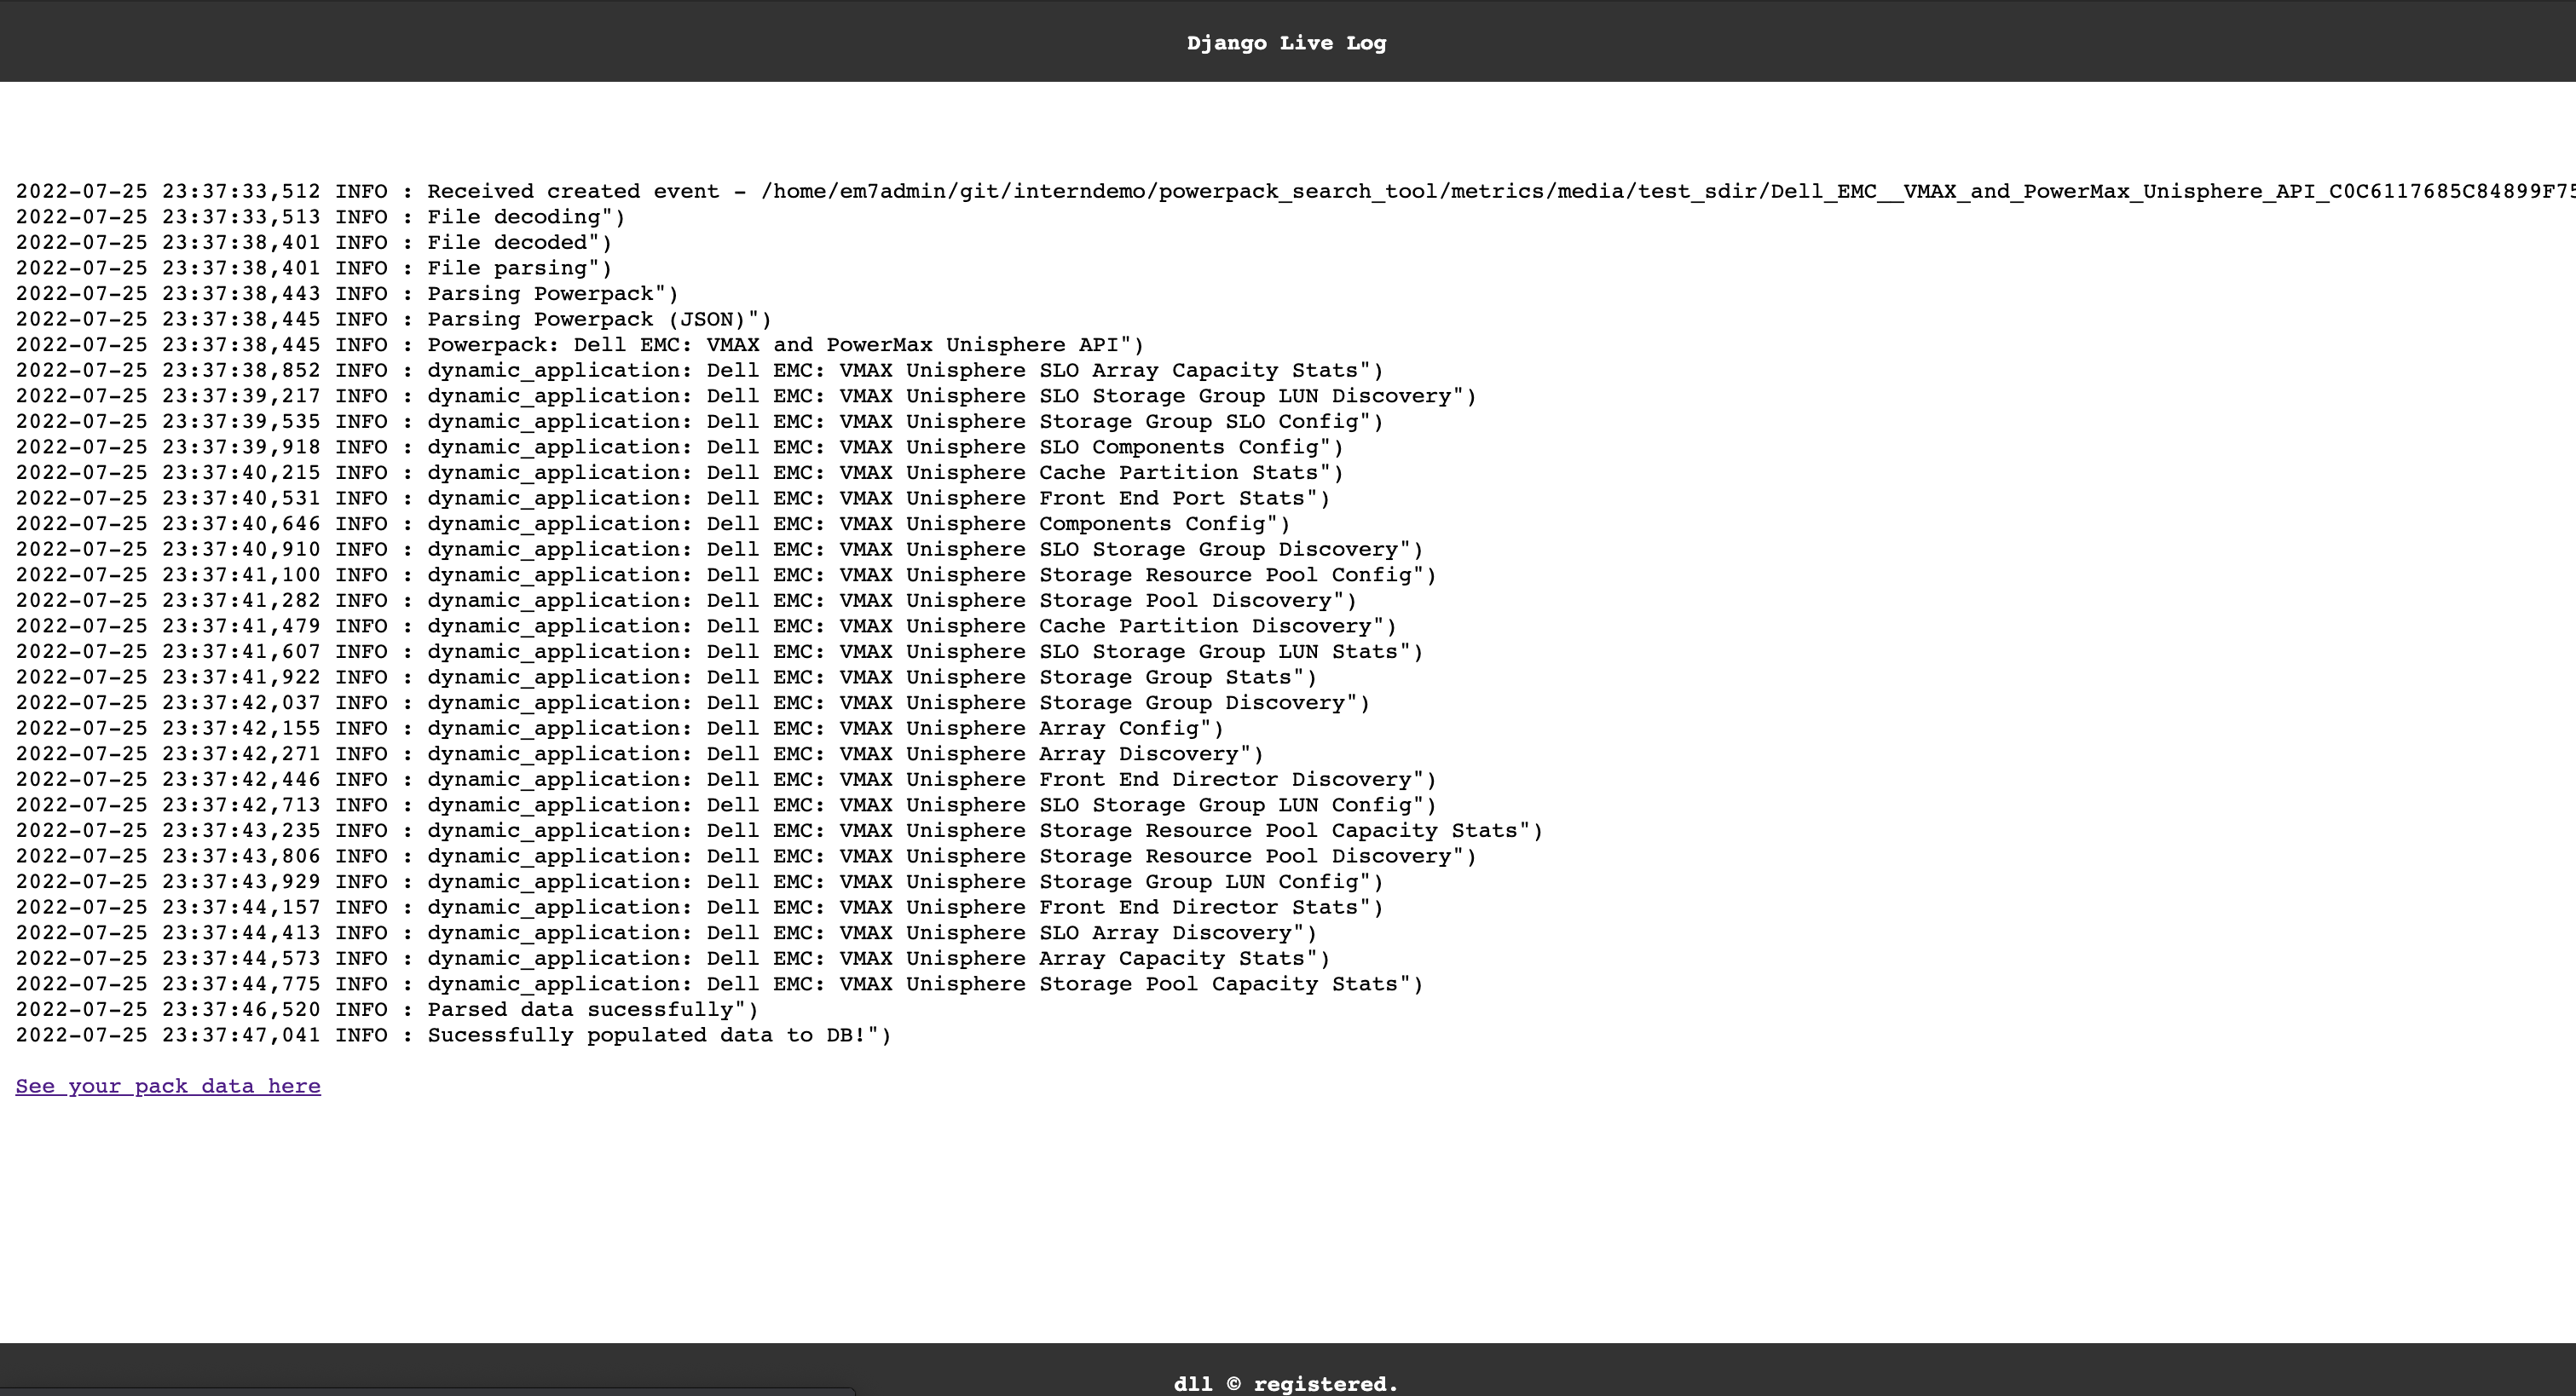 Django Live Log
2022-07-25 23:37:33,512 INFO : Received created event - /home/em7admin/git/interndemo/powerpack_search_tool/metrics/media/test_sdir/Dell_EMC__VMAX_and_PowerMax_Unisphere_API_C0C6117685C84899F75
2022-07-25 23:37:33,513 INFO : File decoding")
2022-07-25 23:37:38,401 INFO : File decoded")
2022-07-25 23:37:38,401 INFO : File parsing")
2022-07-25 23:37:38,443 INFO : Parsing Powerpack")
2022-07-25 23:37:38,445 INFO : Parsing Powerpack (JSON)")
2022-07-25 23:37:38,445 INFO : Powerpack: Dell EMC: VMAX and PowerMax Unisphere API")
2022-07-25 23:37:38,852 INFO : dynamic_application: Dell EMC: VMAX Unisphere SLO Array Capacity Stats")
2022-07-25 23:37:39,217 INFO : dynamic_application: Dell EMC: VMAX Unisphere SLO Storage Group LUN Discovery")
2022-07-25 23:37:39,535 INFO : dynamic_application: Dell EMC: VMAX Unisphere Storage Group SLO Config")
2022-07-25 23:37:39,918 INFO : dynamic_application: Dell EMC: VMAX Unisphere SLO Components Config")
2022-07-25 23:37:40,215 INFO : dynamic_application: Dell EMC: VMAX Unisphere Cache Partition Stats")
2022-07-25 23:37:40,531 INFO : dynamic_application: Dell EMC: VMAX Unisphere Front End Port Stats")
2022-07-25 23:37:40,646 INFO : dynamic_application: Dell EMC: VMAX Unisphere Components Config")
2022-07-25 23:37:40,910 INFO : dynamic_application: Dell EMC: VMAX Unisphere SLO Storage Group Discovery")
2022-07-25 23:37:41,100 INFO : dynamic_application: Dell EMC: VMAX Unisphere Storage Resource Pool Config")
2022-07-25 23:37:41,282 INFO : dynamic_application: Dell EMC: VMAX Unisphere Storage Pool Discovery")
2022-07-25 23:37:41,479 INFO : dynamic_application: Dell EMC: VMAX Unisphere Cache Partition Discovery")
2022-07-25 23:37:41,607 INFO : dynamic_application: Dell EMC: VMAX Unisphere SLO Storage Group LUN Stats")
2022-07-25 23:37:41,922 INFO : dynamic_application: Dell EMC: VMAX Unisphere Storage Group Stats")
2022-07-25 23:37:42,037 INFO : dynamic_application: Dell EMC: VMAX Unisphere Storage Group Discovery")
2022-07-25 23:37:42,155 INFO : dynamic_application: Dell EMC: VMAX Unisphere Array Config")
2022-07-25 23:37:42,271 INFO : dynamic_application: Dell EMC: VMAX Unisphere Array Discovery")
2022-07-25 23:37:42,446 INFO : dynamic_application: Dell EMC: VMAX Unisphere Front End Director Discovery")
2022-07-25 23:37:42,713 INFO : dynamic_application: Dell EMC: VMAX Unisphere SLO Storage Group LUN Config")
2022-07-25 23:37:43,235 INFO : dynamic_application: Dell EMC: VMAX Unisphere Storage Resource Pool Capacity Stats")
2022-07-25 23:37:43,806 INFO : dynamic_application: Dell EMC: VMAX Unisphere Storage Resource Pool Discovery")
2022-07-25 23:37:43,929 INFO : dynamic_application: Dell EMC: VMAX Unisphere Storage Group LUN Config")
2022-07-25 23:37:44,157 INFO : dynamic_application: Dell EMC: VMAX Unisphere Front End Director Stats")
2022-07-25 23:37:44,413 INFO : dynamic_application: Dell EMC: VMAX Unisphere SLO Array Discovery")
2022-07-25 23:37:44,573 INFO : dynamic_application: Dell EMC: VMAX Unisphere Array Capacity Stats")
2022-07-25 23:37:44,775 INFO : dynamic_application: Dell EMC: VMAX Unisphere Storage Pool Capacity Stats")
2022-07-25 23:37:46,520 INFO : Parsed data sucessfully")
2022-07-25 23:37:47,041 INFO : Sucessfully populated data to DB!")
See your pack data here
dll © registered.